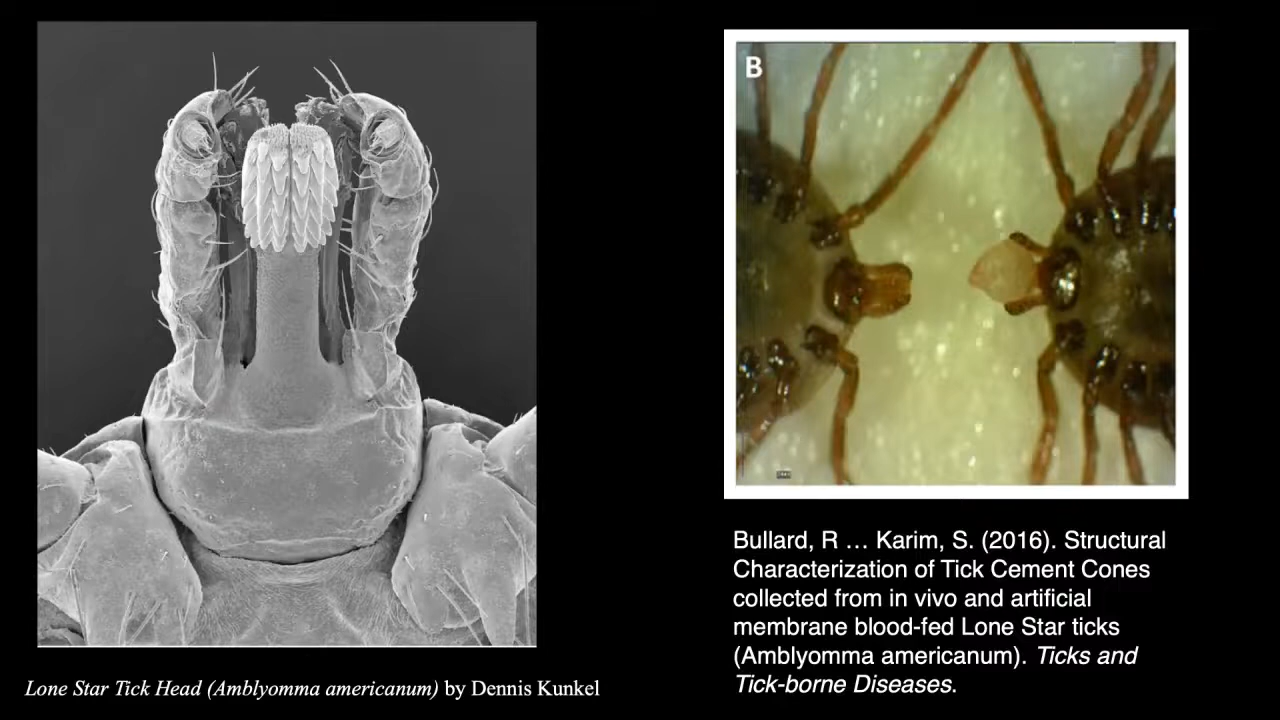 Lone Star Tick Head (Amblyomma americanum) by Dennis Kunkel
B
Bullard, R … Karim, S. (2016). Structural
Characterization of Tick Cement Cones
collected from in vivo and artificial
membrane blood-fed Lone Star ticks
(Amblyomma americanum). Ticks and
Tick-borne Diseases.